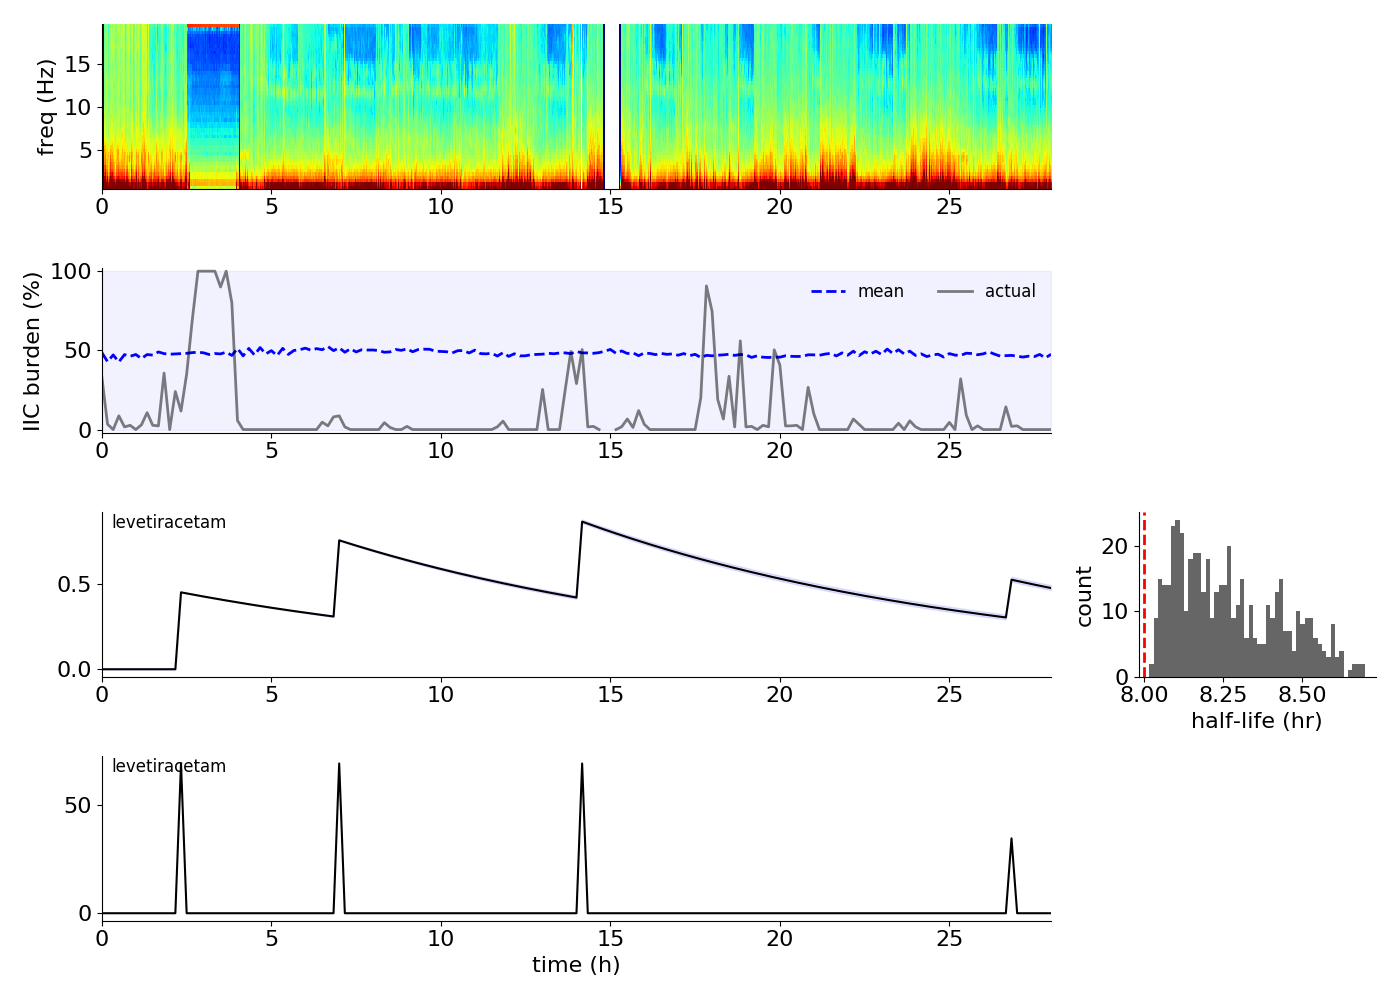 freq (Hz)
15
10
5
0 5 10 15 20 25
IIC burden (%)
100
50
0
mean actual
0 5 10 15 20 25
levetiracetam
0.5
0.0
0 5 10 15 20 25
count
20
10
0
8.00 8.25 8.50
half-life (hr)
levetiracetam
50
0
0 5 10 15 20 25
time (h)